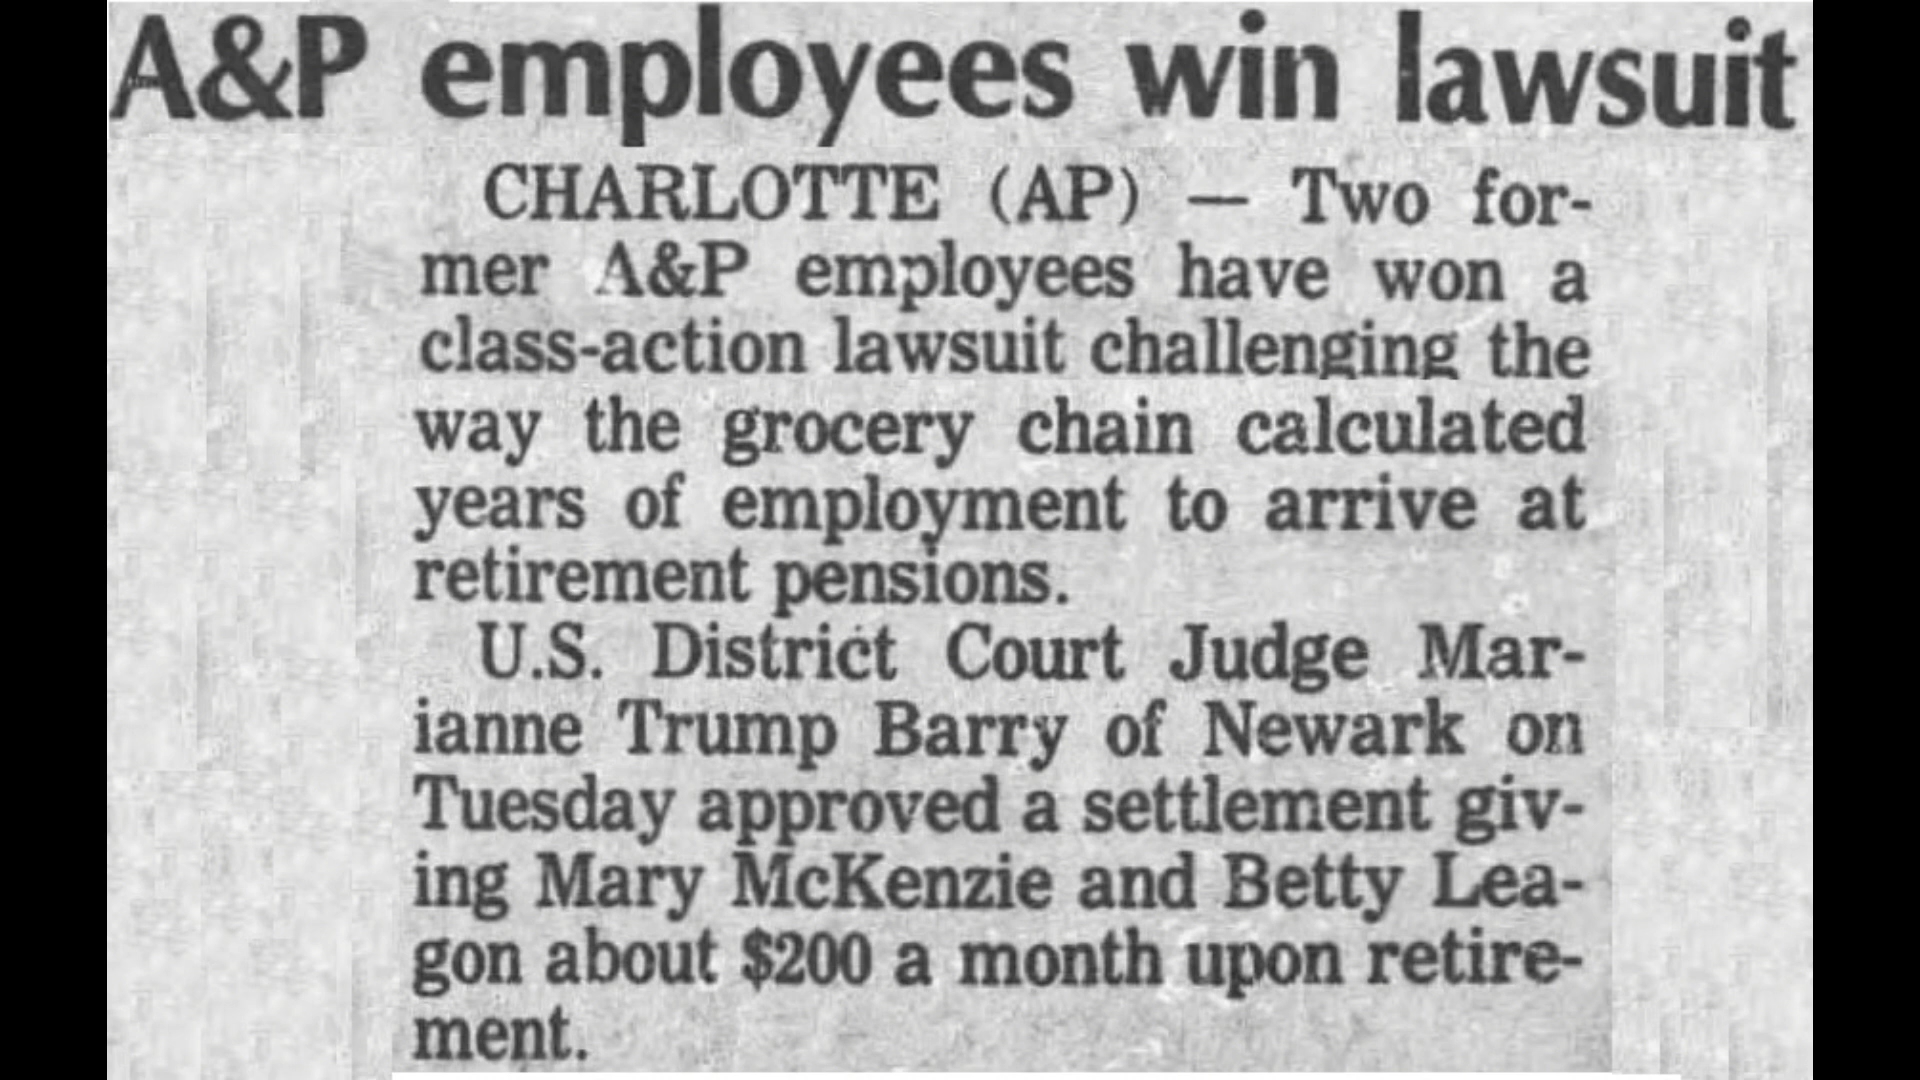 A&P employees win lawsuit
CHARLOTTE (AP) — Two for-
mer A&P employees have won a
class-action lawsuit challenging the
way the grocery chain calculated
years of employment to arrive at
retirement pensions.
U.S. District Court Judge Mar-
ianne Trump Barry of Newark on
Tuesday approved a settlement giv-
ing Mary McKenzie and Betty Lea-
gon about $200 a month upon retire-
ment.